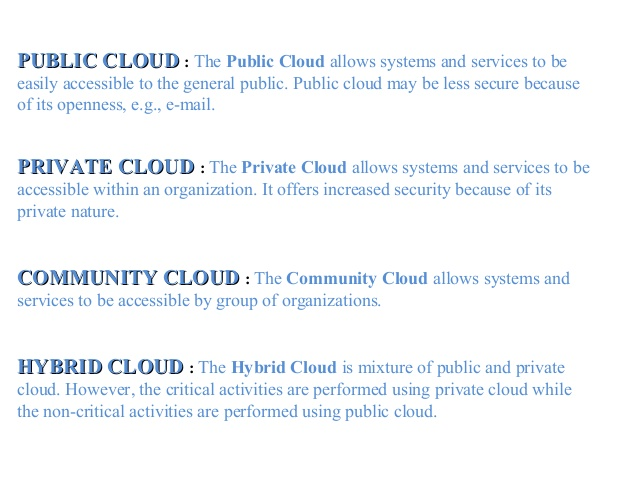 PUBLIC CLOUD : The Public Cloud allows systems and services to be
easily accessible to the general public. Public cloud may be less secure because
of its openness, e.g., e-mail.
PRIVATE CLOUD : The Private Cloud allows systems and services to be
accessible within an organization. It offers increased security because of its
private nature.
COMMUNITY CLOUD : The Community Cloud allows systems and
services to be accessible by group of organizations.
HYBRID CLOUD : The Hybrid Cloud is mixture of public and private
cloud. However, the critical activities are performed using private cloud while
the non-critical activities are performed using public cloud.